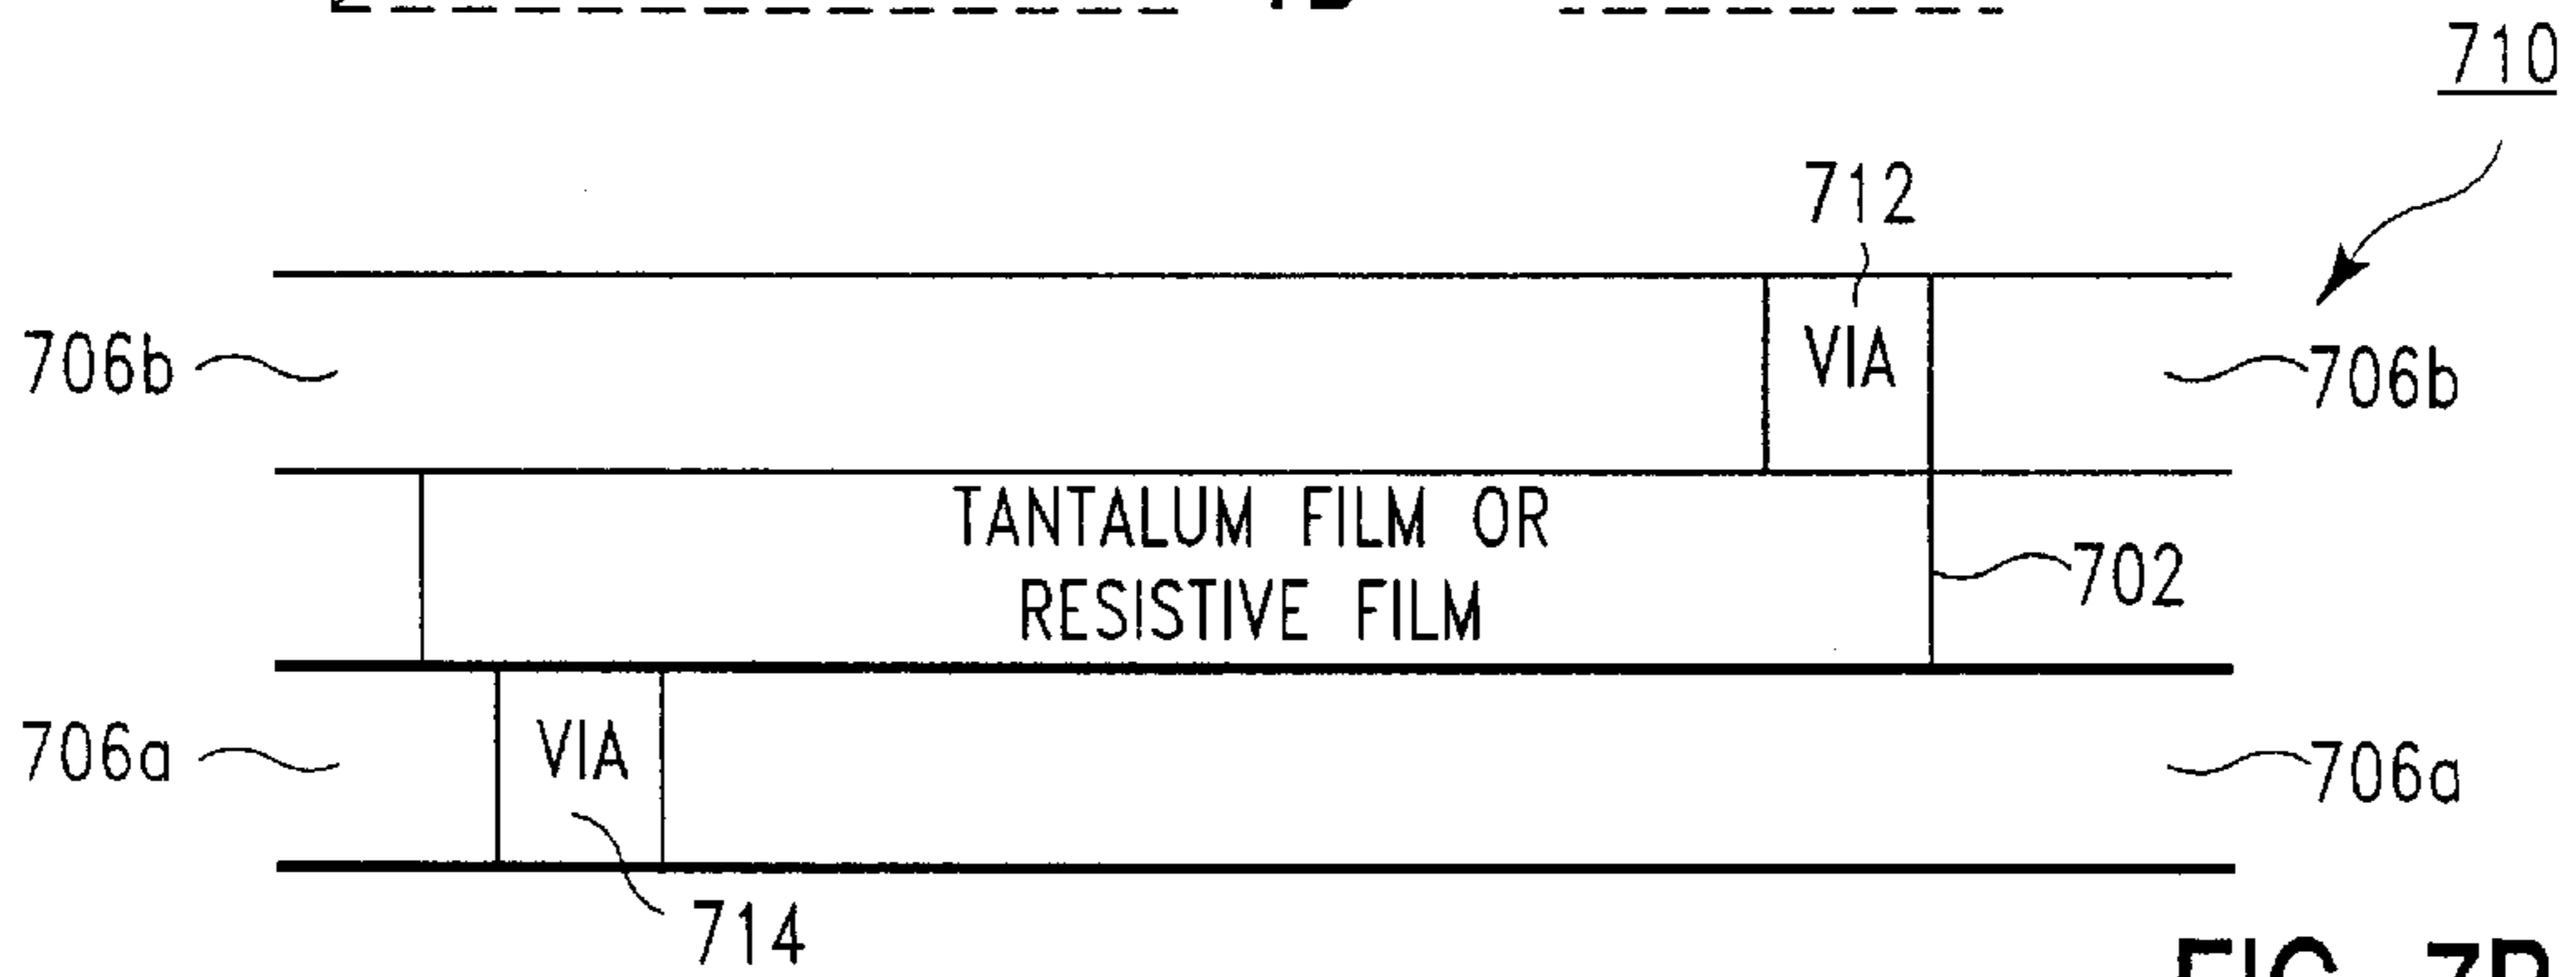 710
712
706b VIA 706b
TANTALUM FILM OR
RESISTIVE FILM
702
706a VIA 706a
714